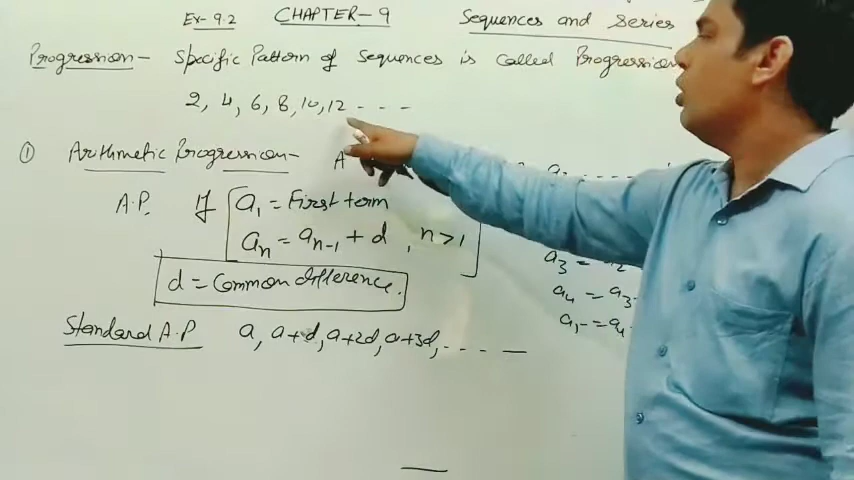 Ex- 9.2 CHAPTER-9 Sequences and series
Progression- Specific Pattern of Sequences is called Progression
2, 4, 6, 8, 10, 12 - - -
① Arithmetic Progression- A
A.P. If a₁ = First term
aₙ = aₙ₋₁ + d , n>1
d = Common difference.
Standard A.P a, a+d, a+2d, a+3d, - - - —
a₃ = a₂
a₄ = a₃-
= a₄-